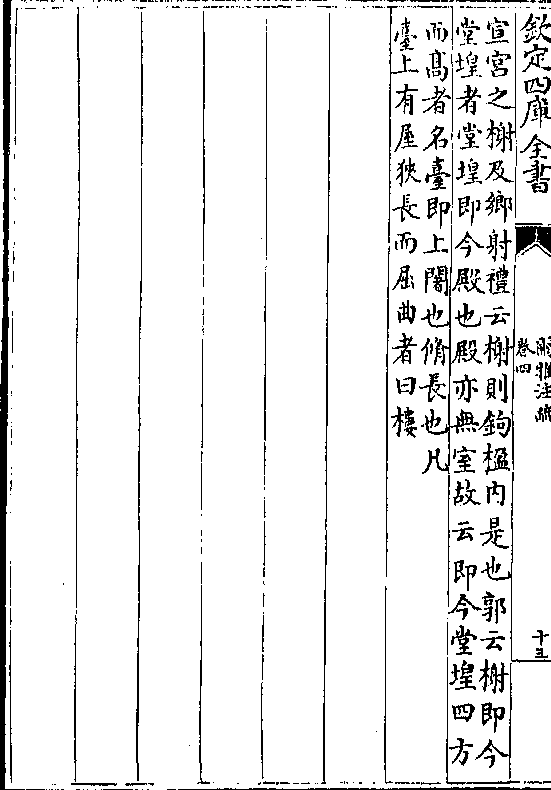 欽定四庫全書
爾雅注疏
卷四
十三
宣宮之榭及鄉射禮云榭則鉤楹内是也郭云榭即今
堂堭者堂堭即今殿也殿亦無室故云即今堂堭四方
而髙者名臺即上闍也脩長也凡
臺上有屋狹長而屈曲者曰樓